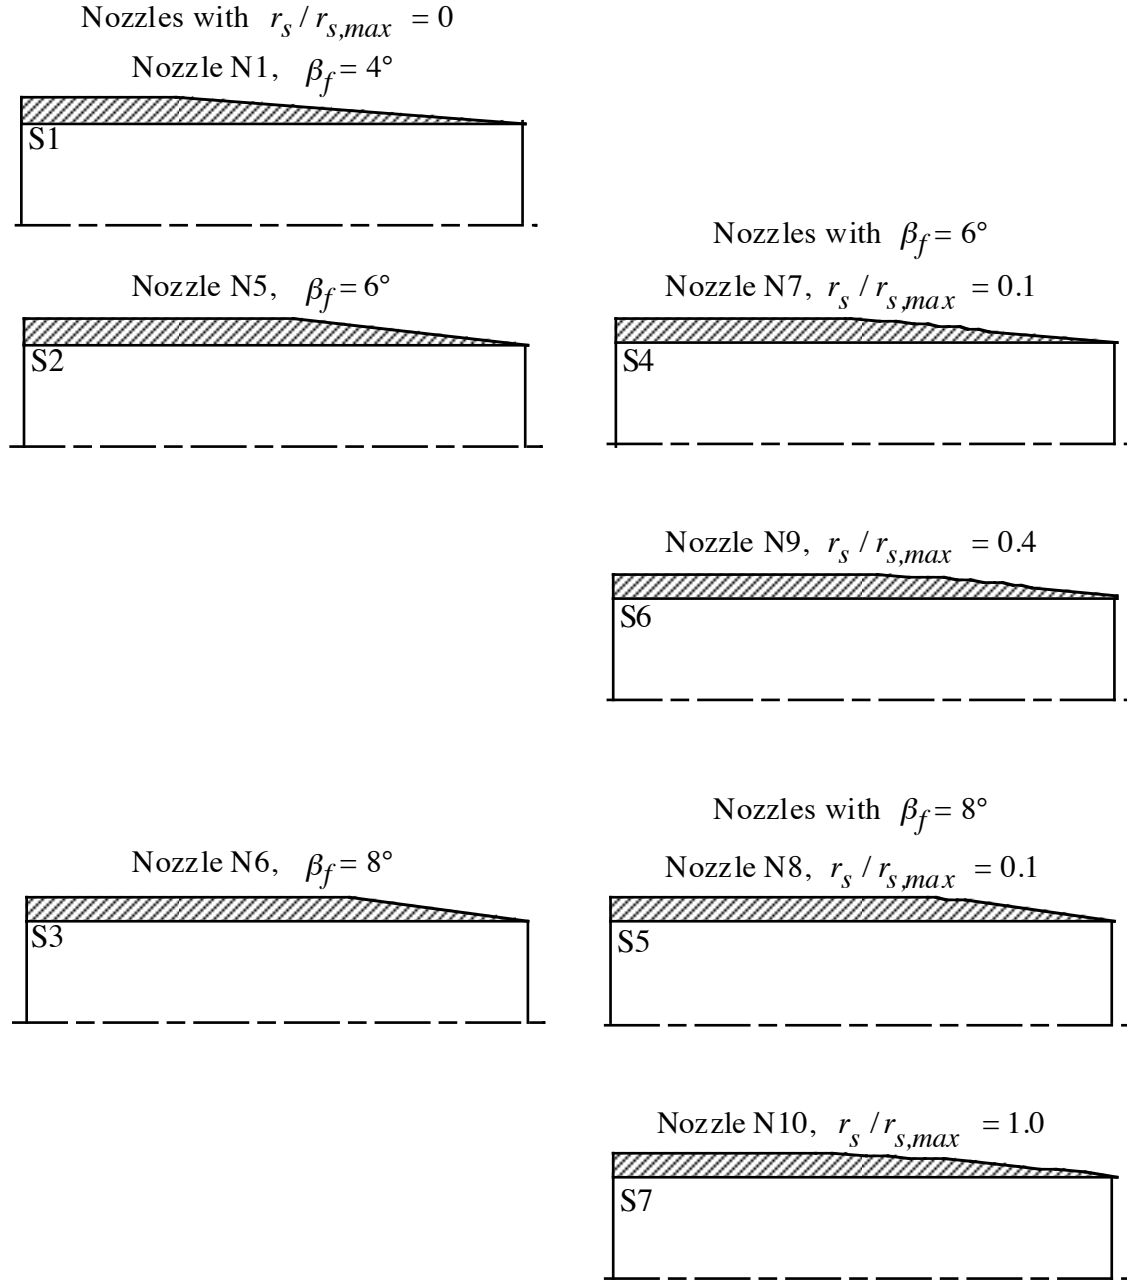 Nozzles with r_s / r_s,max = 0
Nozzle N1, β_f = 4°
S1
Nozzle N5, β_f = 6°
S2
Nozzle N6, β_f = 8°
S3
Nozzles with β_f = 6°
Nozzle N7, r_s / r_s,max = 0.1
S4
Nozzle N9, r_s / r_s,max = 0.4
S6
Nozzles with β_f = 8°
Nozzle N8, r_s / r_s,max = 0.1
S5
Nozzle N10, r_s / r_s,max = 1.0
S7